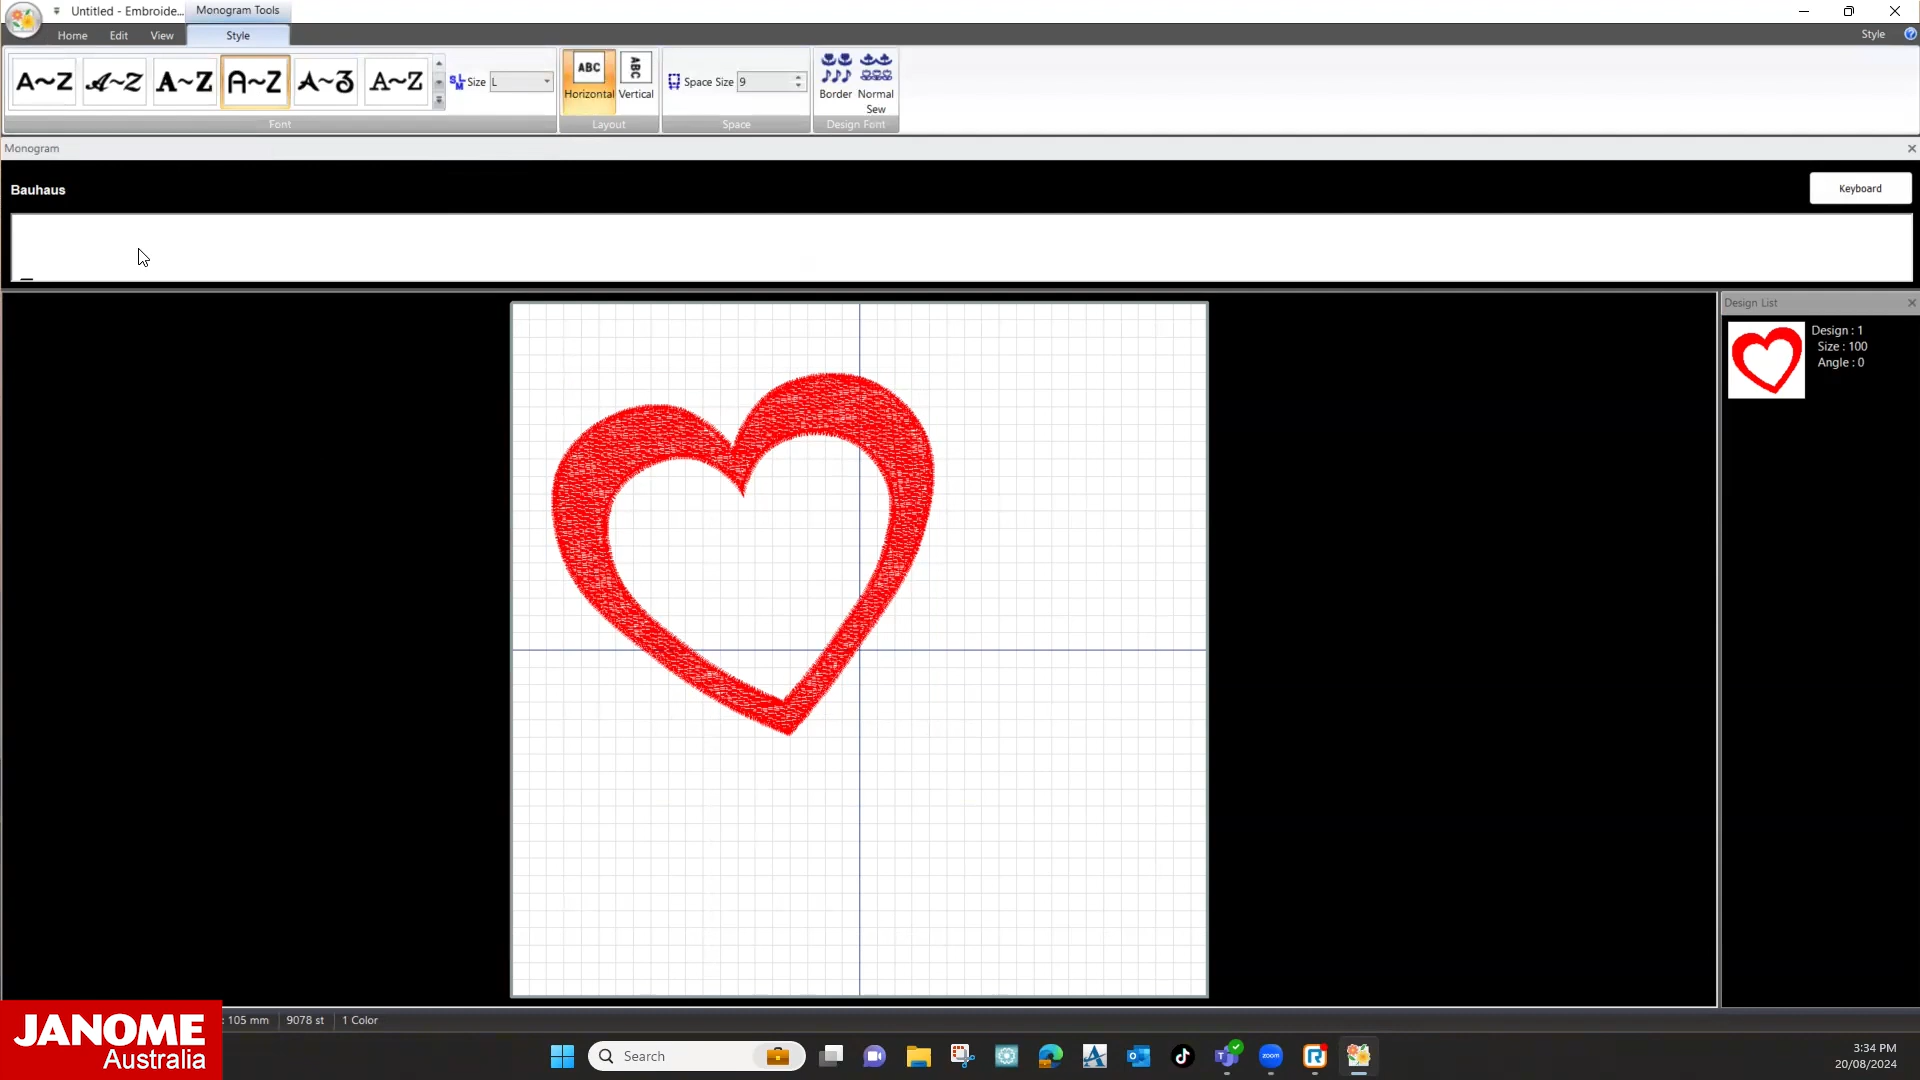 Untitled - Embroide...
Monogram Tools
Home
Edit
View
Style
Style
A~Z
A~Z
A~Z
A~Z
A~Z
A~Z
Size
L
Font
ABC
Horizontal
ABC
Vertical
Layout
Space Size
9
Space
Border
Normal
Sew
Design Font
Monogram
Bauhaus
Keyboard
Design List
Design : 1
Size : 100
Angle : 0
JANOME
Australia
: 105 mm
9078 st
1 Color
Search
zoom
3:34 PM
20/08/2024